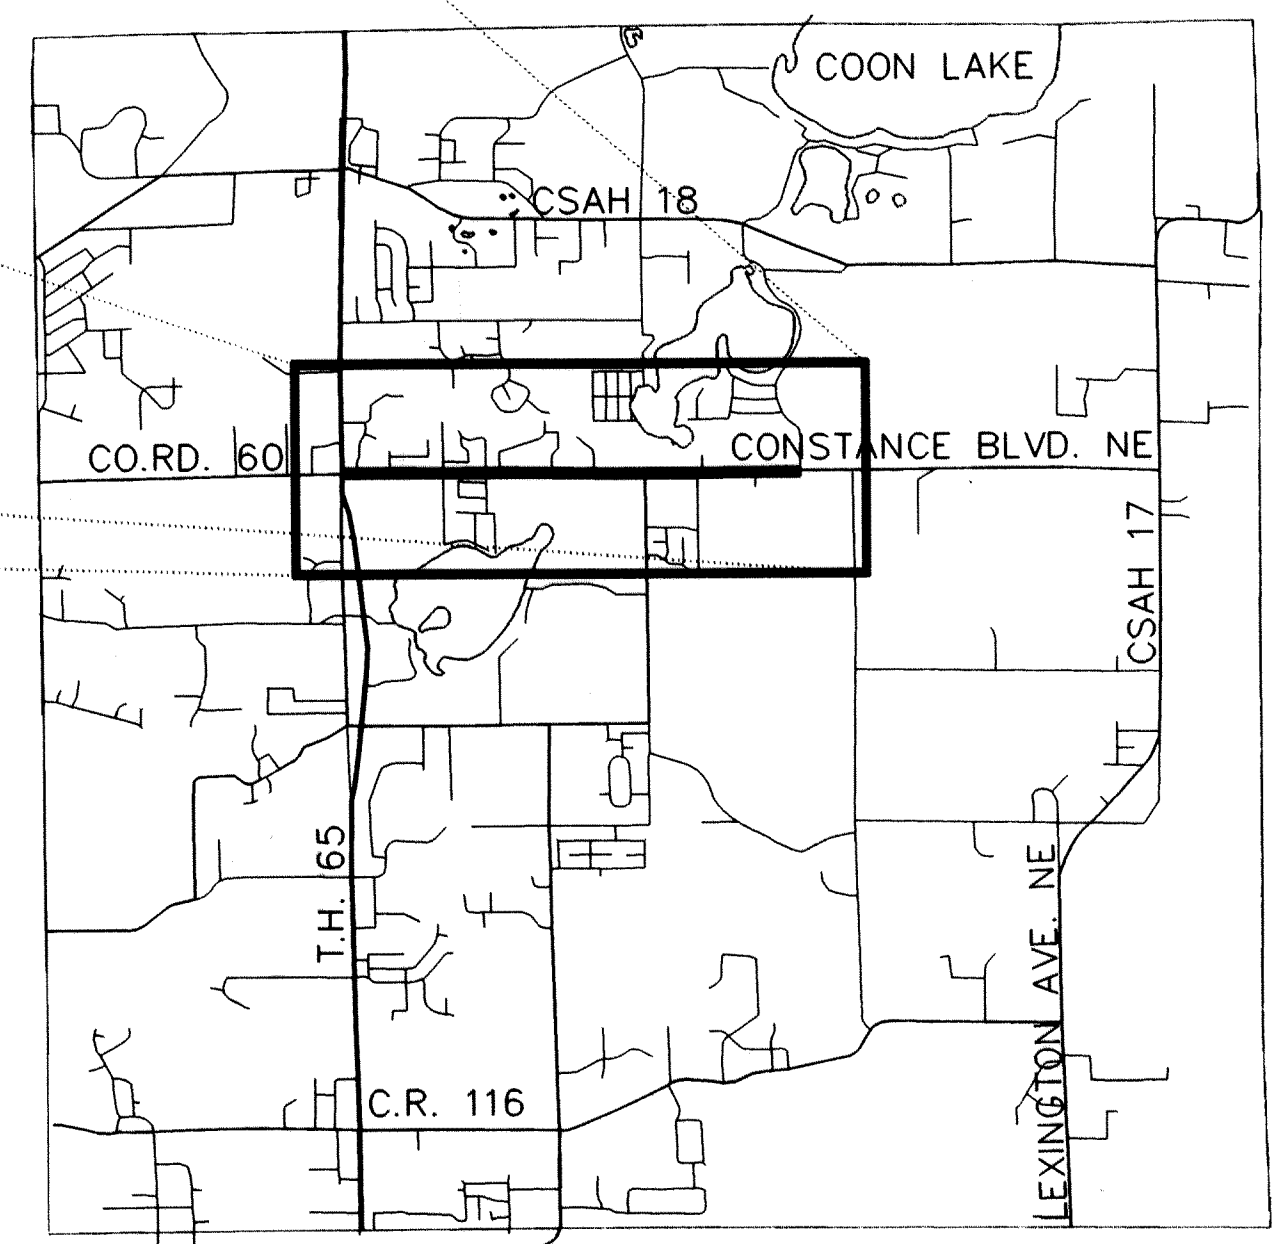 COON LAKE
CSAH 18
CO.RD. 60
CONSTANCE BLVD. NE
CSAH 17
T.H. 65
LEXINGTON AVE. NE
C.R. 116